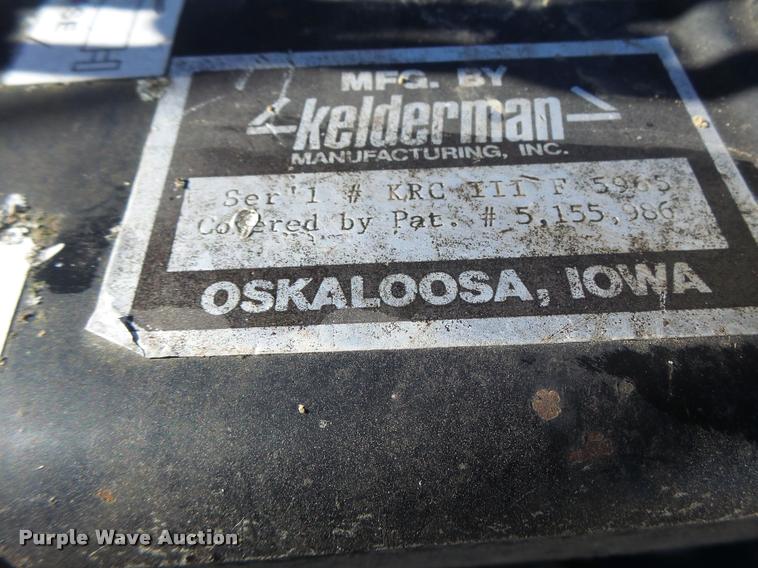 MFG. BY
Kelderman
MANUFACTURING, INC.
Ser'l # KRC III F 5965
Covered by Pat. # 5,155,986
OSKALOOSA, IOWA
Purple Wave Auction